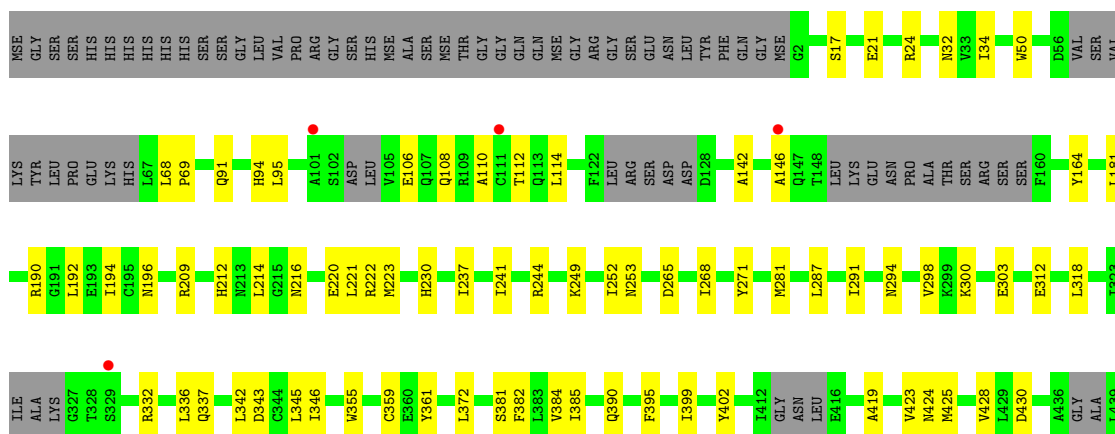 MSE GLY SER SER HIS HIS HIS HIS HIS HIS SER SER GLY LEU VAL PRO ARG GLY SER HIS MSE ALA SER MSE THR GLY GLY GLN GLN MSE GLY ARG GLY SER GLU ASN LEU TYR PHE GLN GLY MSE G2 S17 E21 R24 N32 V33 I34 W50 D56 VAL SER VAL
LYS TYR LEU PRO GLU LYS HIS L67 L68 P69 Q91 H94 L95 A101 S102 ASP LEU V105 E106 Q107 Q108 R109 A110 C111 T112 Q113 L114 F122 LEU ARG SER ASP ASP D128 A142 A146 Q147 T148 LEU LYS GLU ASN PRO ALA THR SER ARG SER SER F160 Y164 L181
R190 G191 L192 E193 I194 C195 N196 R209 H212 N213 L214 G215 N216 E220 L221 R222 M223 H230 I237 I241 R244 K249 I252 N253 D265 I268 Y271 M281 L287 I291 N294 V298 K299 K300 E303 E312 L318 I323
ILE ALA LYS G327 T328 S329 R332 L336 Q337 L342 D343 C344 L345 I346 W355 C359 E360 Y361 L372 S381 F382 L383 V384 I385 Q390 F395 I399 Y402 I412 GLY ASN LEU E416 A419 V423 N424 M425 V428 L429 D430 A436 GLY ALA